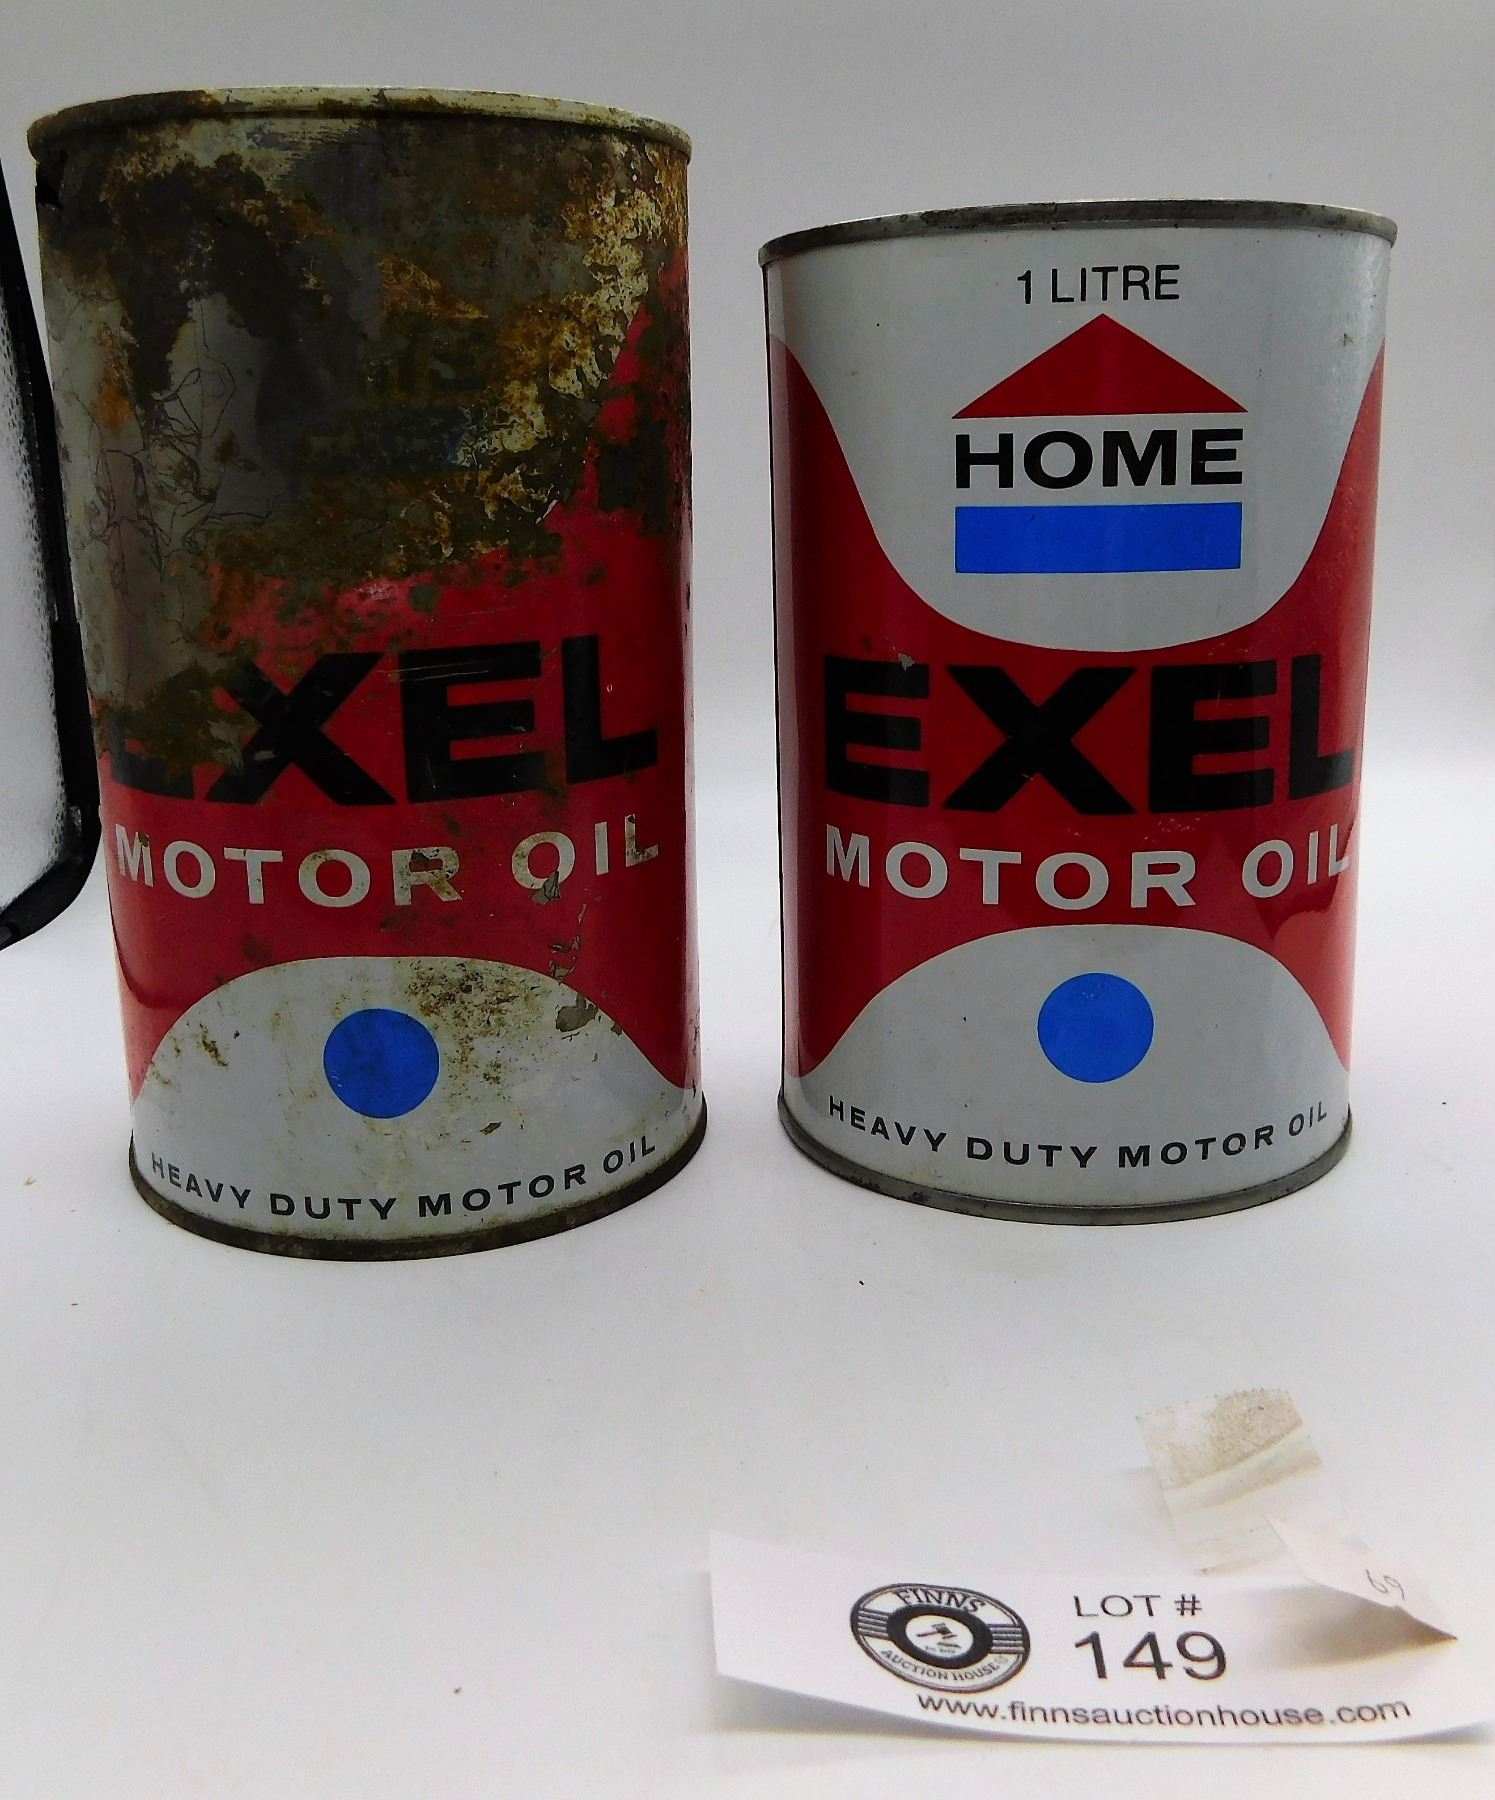 EXEL
MOTOR OIL
HEAVY DUTY MOTOR OIL
1 LITRE
HOME
EXEL
MOTOR OIL
HEAVY DUTY MOTOR OIL
69
FINNS
AUCTION HOUSE
LOT #
149
www.finnsauctionhouse.com